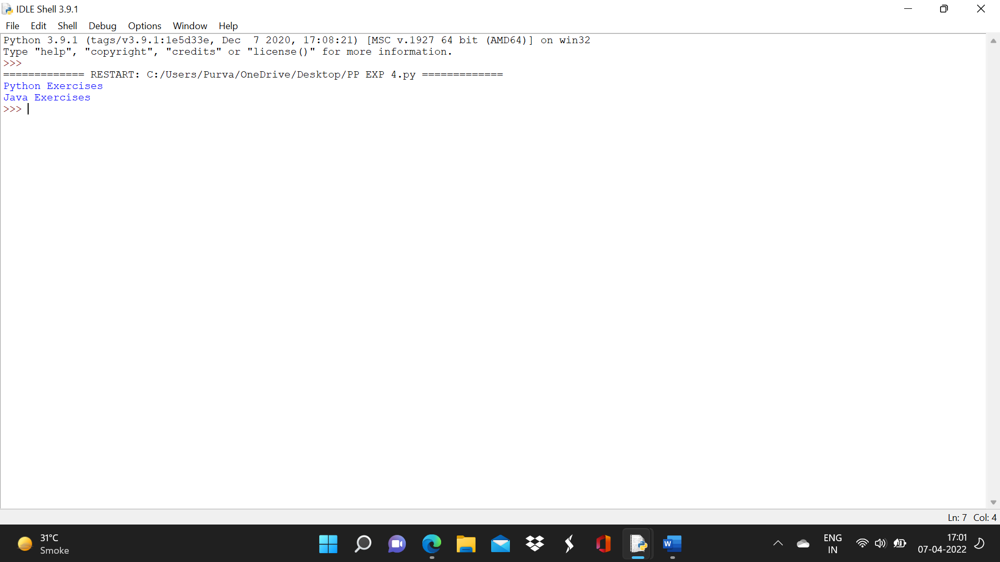 IDLE Shell 3.9.1
File Edit Shell Debug Options Window Help
Python 3.9.1 (tags/v3.9.1:1e5d33e, Dec  7 2020, 17:08:21) [MSC v.1927 64 bit (AMD64)] on win32
Type "help", "copyright", "credits" or "license()" for more information.
>>>
============= RESTART: C:/Users/Purva/OneDrive/Desktop/PP EXP 4.py =============
Python Exercises
Java Exercises
>>>
Ln: 7 Col: 4
31°C
Smoke
W
ENG
IN
17:01
07-04-2022